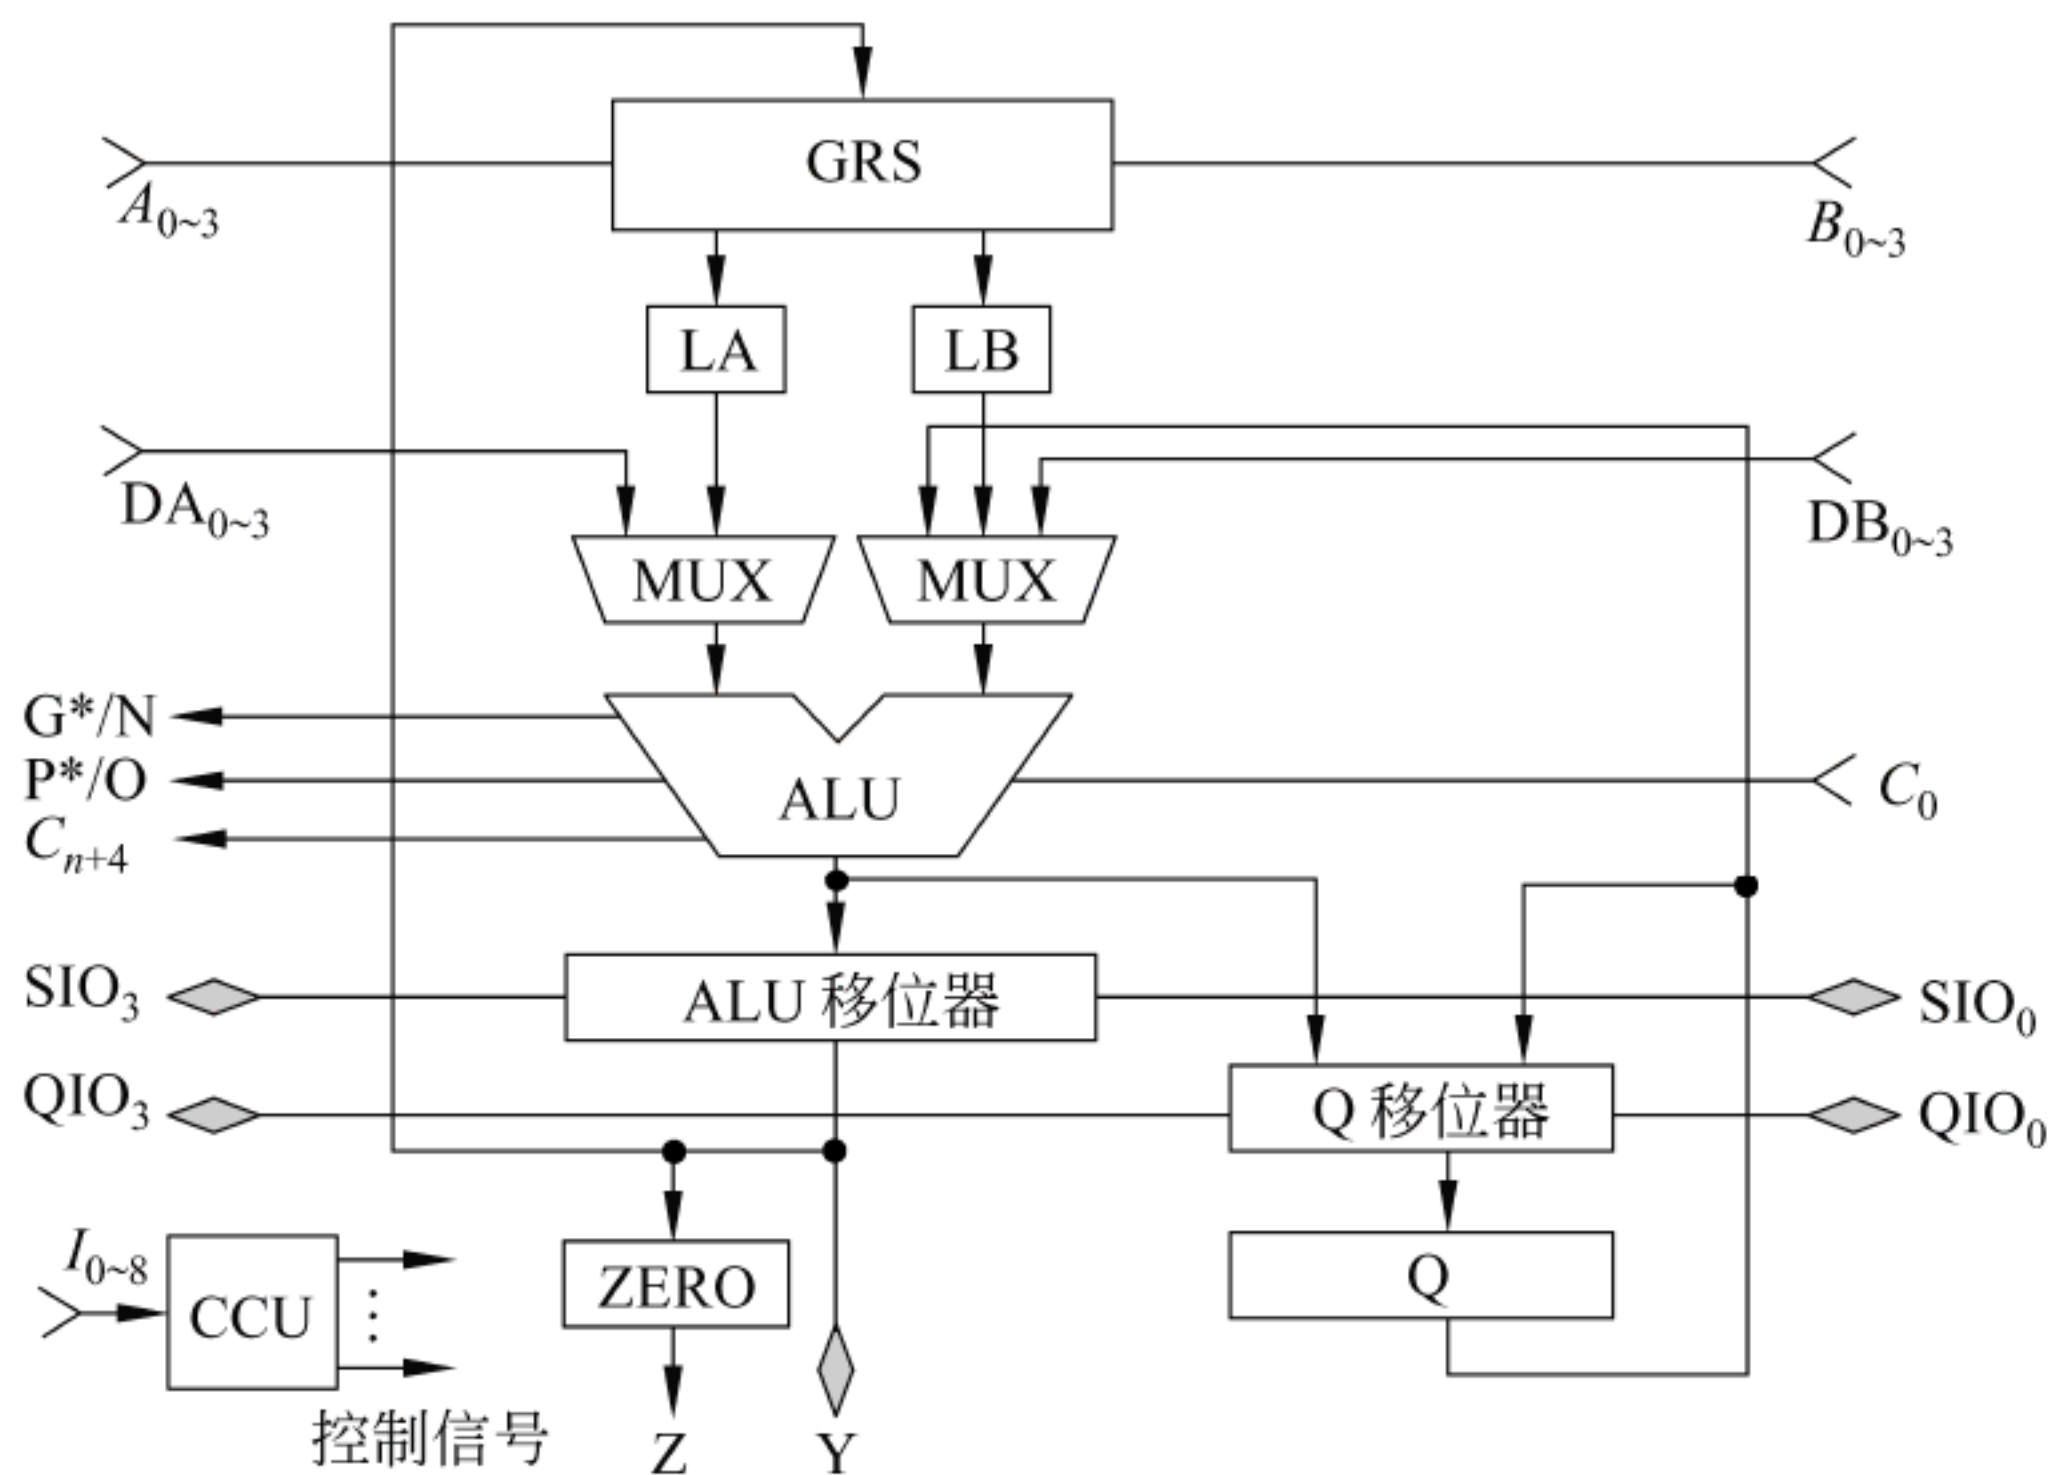 GRS
A0~3
B0~3
LA
LB
DA0~3
DB0~3
MUX
MUX
G*/N
P*/O
Cn+4
ALU
C0
SIO3
ALU 移位器
SIO0
QIO3
Q 移位器
QIO0
I0~8
CCU
⋮
ZERO
Q
控制信号
Z
Y